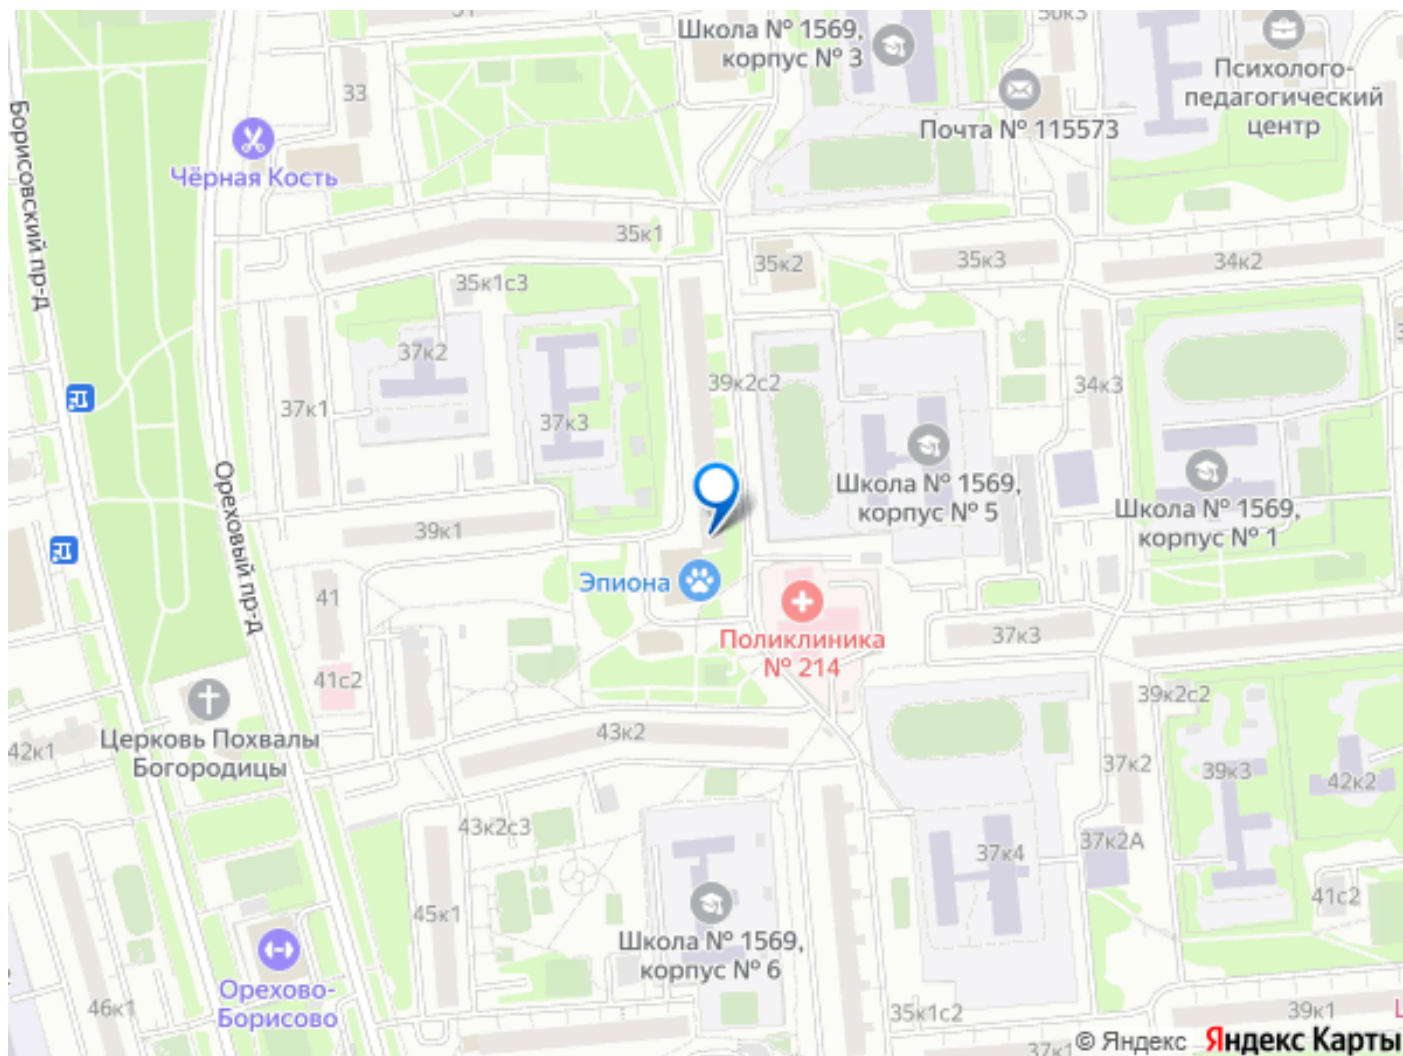 Школа № 1569,
корпус № 3
50к3
Психолого-
педагогический
центр
Почта № 115573
33
Чёрная Кость
Борисовский пр-д
35к1
35к2
35к3
34к2
35к1с3
37к2
37к1
37к3
39к2с2
34к3
Ореховый пр-д
Школа № 1569,
корпус № 5
Школа № 1569,
корпус № 1
39к1
Эпиона
41
Поликлиника
№ 214
37к3
41с2
39к2с2
Церковь Похвалы
Богородицы
42к1
43к2
37к2
39к3
42к2
43к2с3
37к4
37к2А
41с2
45к1
Школа № 1569,
корпус № 6
Орехово-
Борисово
46к1
35к1с2
39к1
37к1
© Яндекс Яндекс Карты